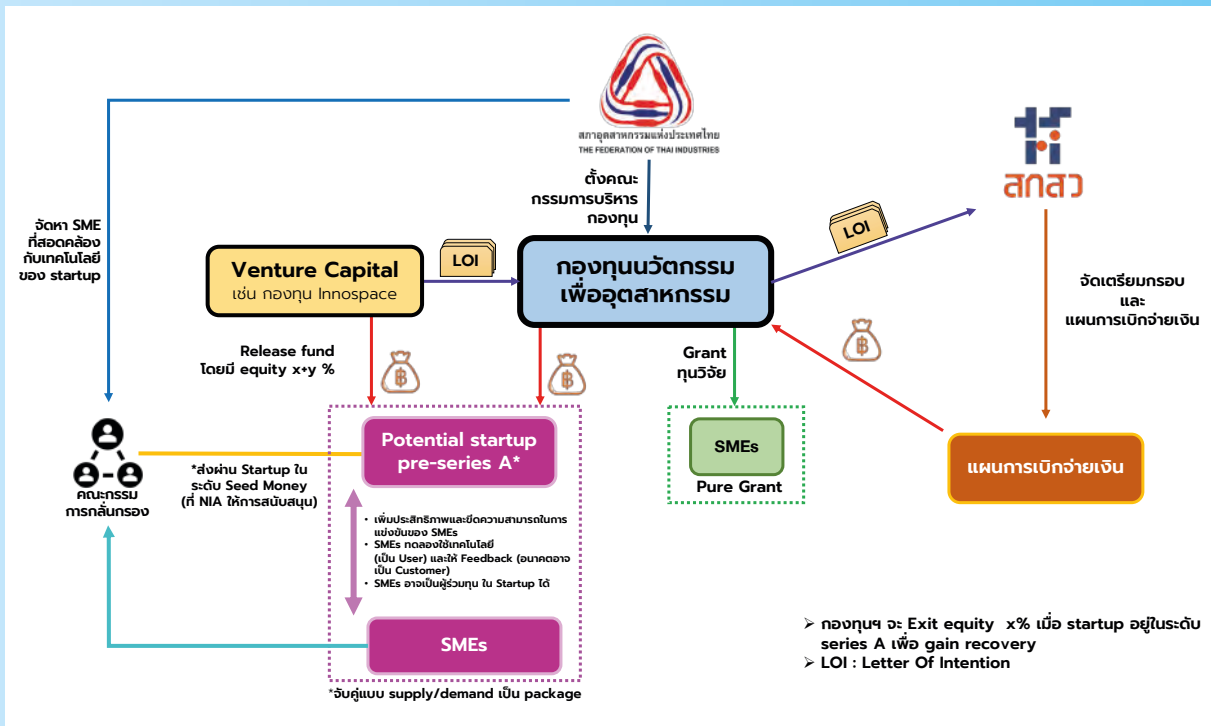 สภาอุตสาหกรรมแห่งประเทศไทย
THE FEDERATION OF THAI INDUSTRIES
สกสว
ตั้งคณะ
กรรมการบริหาร
กองทุน
LOI
จัดหา SME
ที่สอดคล้อง
กับเทคโนโลยี
ของ startup
Venture Capital
เช่น กองทุน Innospace
LOI
กองทุนนวัตกรรม
เพื่ออุตสาหกรรม
จัดเตรียมกรอบ
และ
แผนการเบิกจ่ายเงิน
Release fund
โดยมี equity x+y %
Grant
ทุนวิจัย
Potential startup
pre-series A*
SMEs
Pure Grant
แผนการเบิกจ่ายเงิน
คณะกรรม
การกลั่นกรอง
*ส่งผ่าน Startup ใน
ระดับ Seed Money
(ที่ NIA ให้การสนับสนุน)
• เพิ่มประสิทธิภาพและขีดความสามารถในการ
แข่งขันของ SMEs
• SMEs ทดลองใช้เทคโนโลยี
(เป็น User) และให้ Feedback (อนาคตอาจ
เป็น Customer)
• SMEs อาจเป็นผู้ร่วมทุน ใน Startup ได้
SMEs
*จับคู่แบบ supply/demand เป็น package
➢ กองทุนฯ จะ Exit equity x% เมื่อ startup อยู่ในระดับ
series A เพื่อ gain recovery
➢ LOI : Letter Of Intention